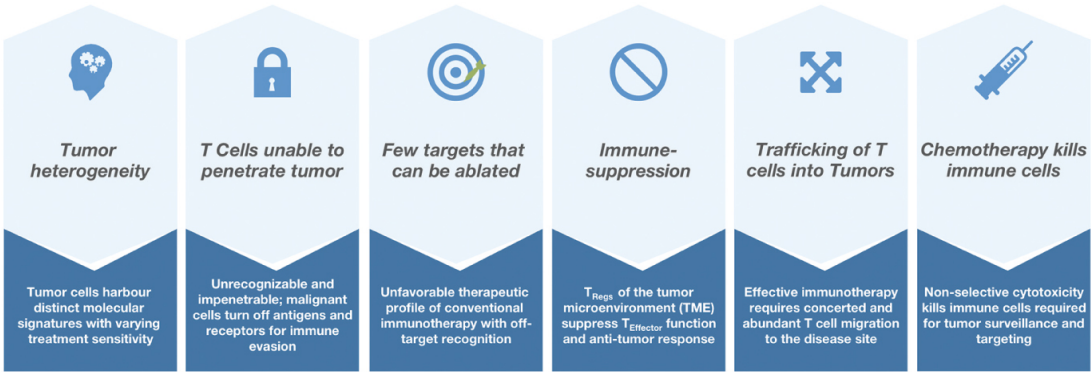 Tumor
heterogeneity
Tumor cells harbour
distinct molecular
signatures with varying
treatment sensitivity
T Cells unable to
penetrate tumor
Unrecognizable and
impenetrable; malignant
cells turn off antigens and
receptors for immune
evasion
Few targets that
can be ablated
Unfavorable therapeutic
profile of conventional
immunotherapy with off-
target recognition
Immune-
suppression
TRegs of the tumor
microenvironment (TME)
suppress TEffector function
and anti-tumor response
Trafficking of T
cells into Tumors
Effective immunotherapy
requires concerted and
abundant T cell migration
to the disease site
Chemotherapy kills
immune cells
Non-selective cytotoxicity
kills immune cells required
for tumor surveillance and
targeting